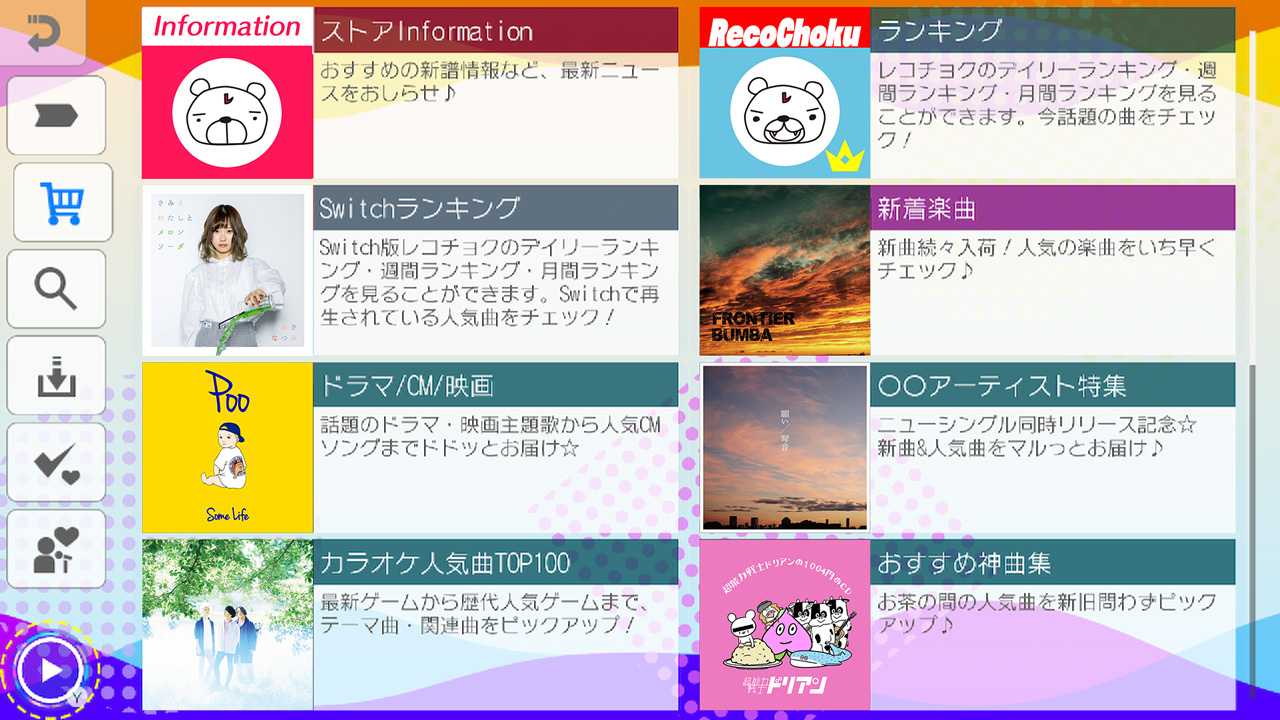 Information
ストアInformation
おすすめの新譜情報など、最新ニュー
スをおしらせ♪
RecoChoku
ランキング
レコチョクのデイリーランキング・週
間ランキング・月間ランキングを見る
ことができます。今話題の曲をチェッ
ク！
きみと
わたしと
メロン
ソーダ
みき
なつみ
Switchランキング
Switch版レコチョクのデイリーランキ
ング・週間ランキング・月間ランキン
グを見ることができます。Switchで再
生されている人気曲をチェック！
FRONTIER
BUMBA
新着楽曲
新曲続々入荷！人気の楽曲をいち早く
チェック♪
Poo
Some Life
ドラマ/CM/映画
話題のドラマ・映画主題歌から人気CM
ソングまでドドッとお届け☆
願い／琴音
〇〇アーティスト特集
ニューシングル同時リリース記念☆
新曲&人気曲をマルっとお届け♪
カラオケ人気曲TOP100
最新ゲームから歴代人気ゲームまで、
テーマ曲・関連曲をピックアップ！
超能力戦士ドリアンの1004円のCD
超能力戦士ドリアン
おすすめ神曲集
お茶の間の人気曲を新旧問わずピック
アップ♪
Y